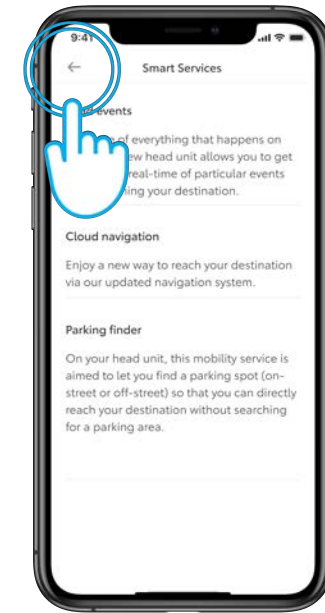 9:41
Smart Services
events
of everything that happens on
ew head unit allows you to get
real-time of particular events
ing your destination.
Cloud navigation
Enjoy a new way to reach your destination
via our updated navigation system.
Parking finder
On your head unit, this mobility service is
aimed to let you find a parking spot (on-
street or off-street) so that you can directly
reach your destination without searching
for a parking area.